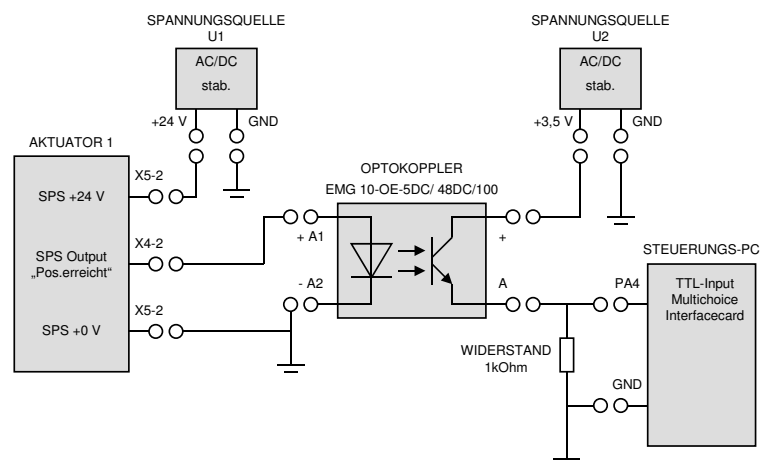 SPANNUNGSQUELLE
U1
AC/DC
stab.
+24 V
GND
SPANNUNGSQUELLE
U2
AC/DC
stab.
+3,5 V
GND
AKTUATOR 1
SPS +24 V
X5-2
SPS Output
„Pos.erreicht“
X4-2
SPS +0 V
X5-2
OPTOKOPPLER
EMG 10-OE-5DC/ 48DC/100
+ A1
- A2
+
A
WIDERSTAND
1kOhm
STEUERUNGS-PC
PA4
TTL-Input
Multichoice
Interfacecard
GND